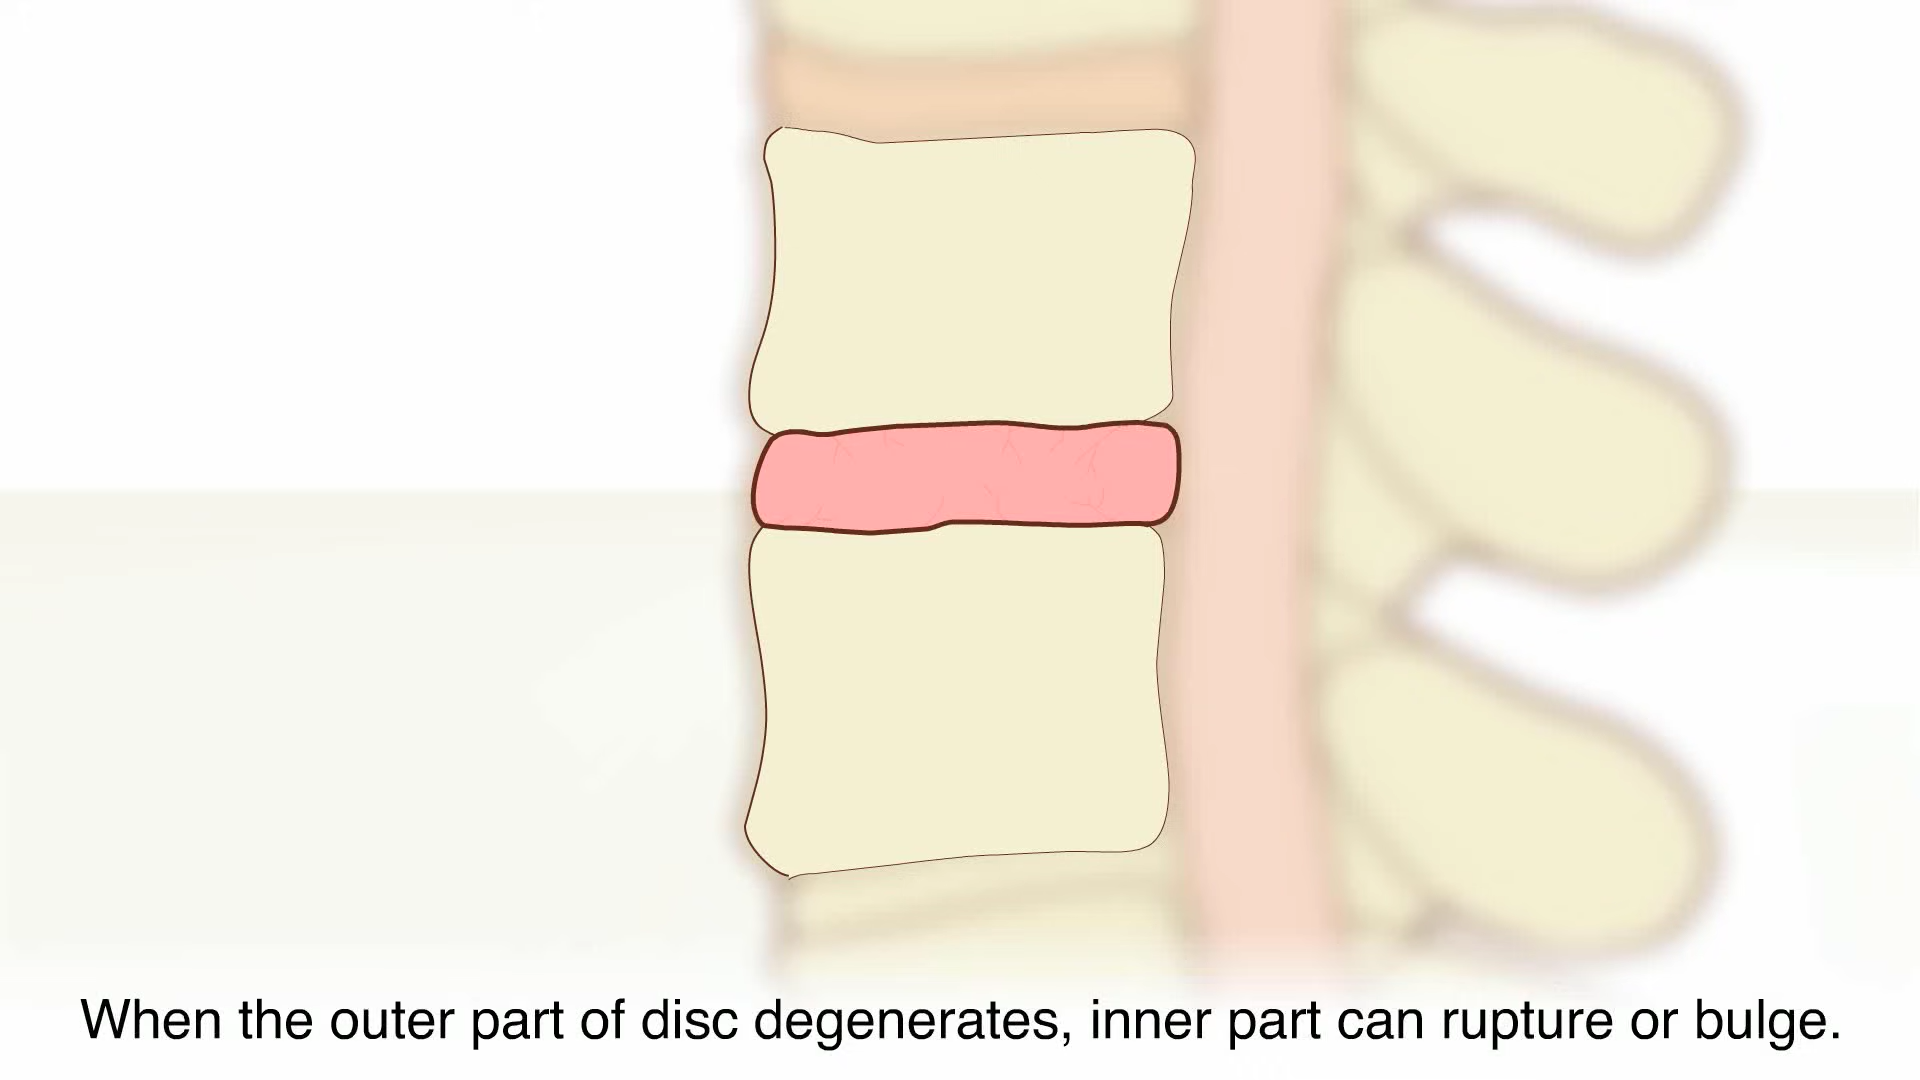 When the outer part of disc degenerates, inner part can rupture or bulge.